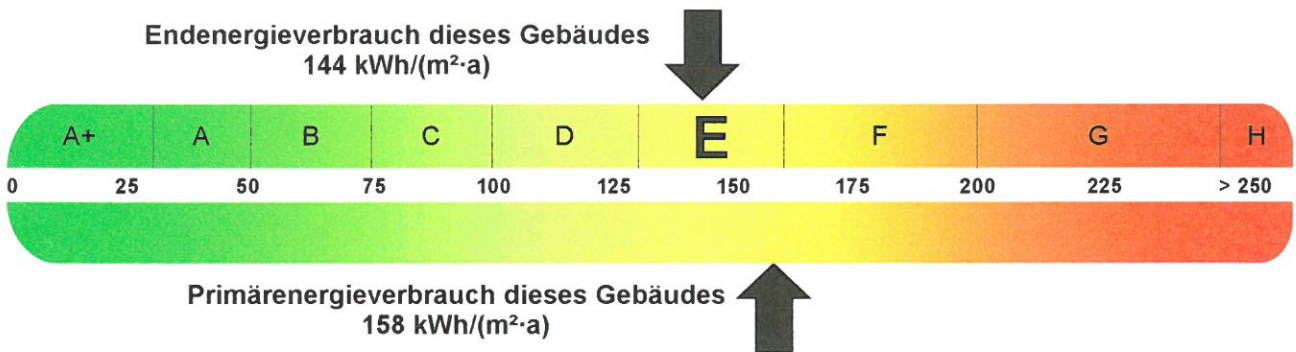 Endenergieverbrauch dieses Gebäudes
144 kWh/(m²·a)
A+ A B C D E F G H
0 25 50 75 100 125 150 175 200 225 > 250
Primärenergieverbrauch dieses Gebäudes
158 kWh/(m²·a)